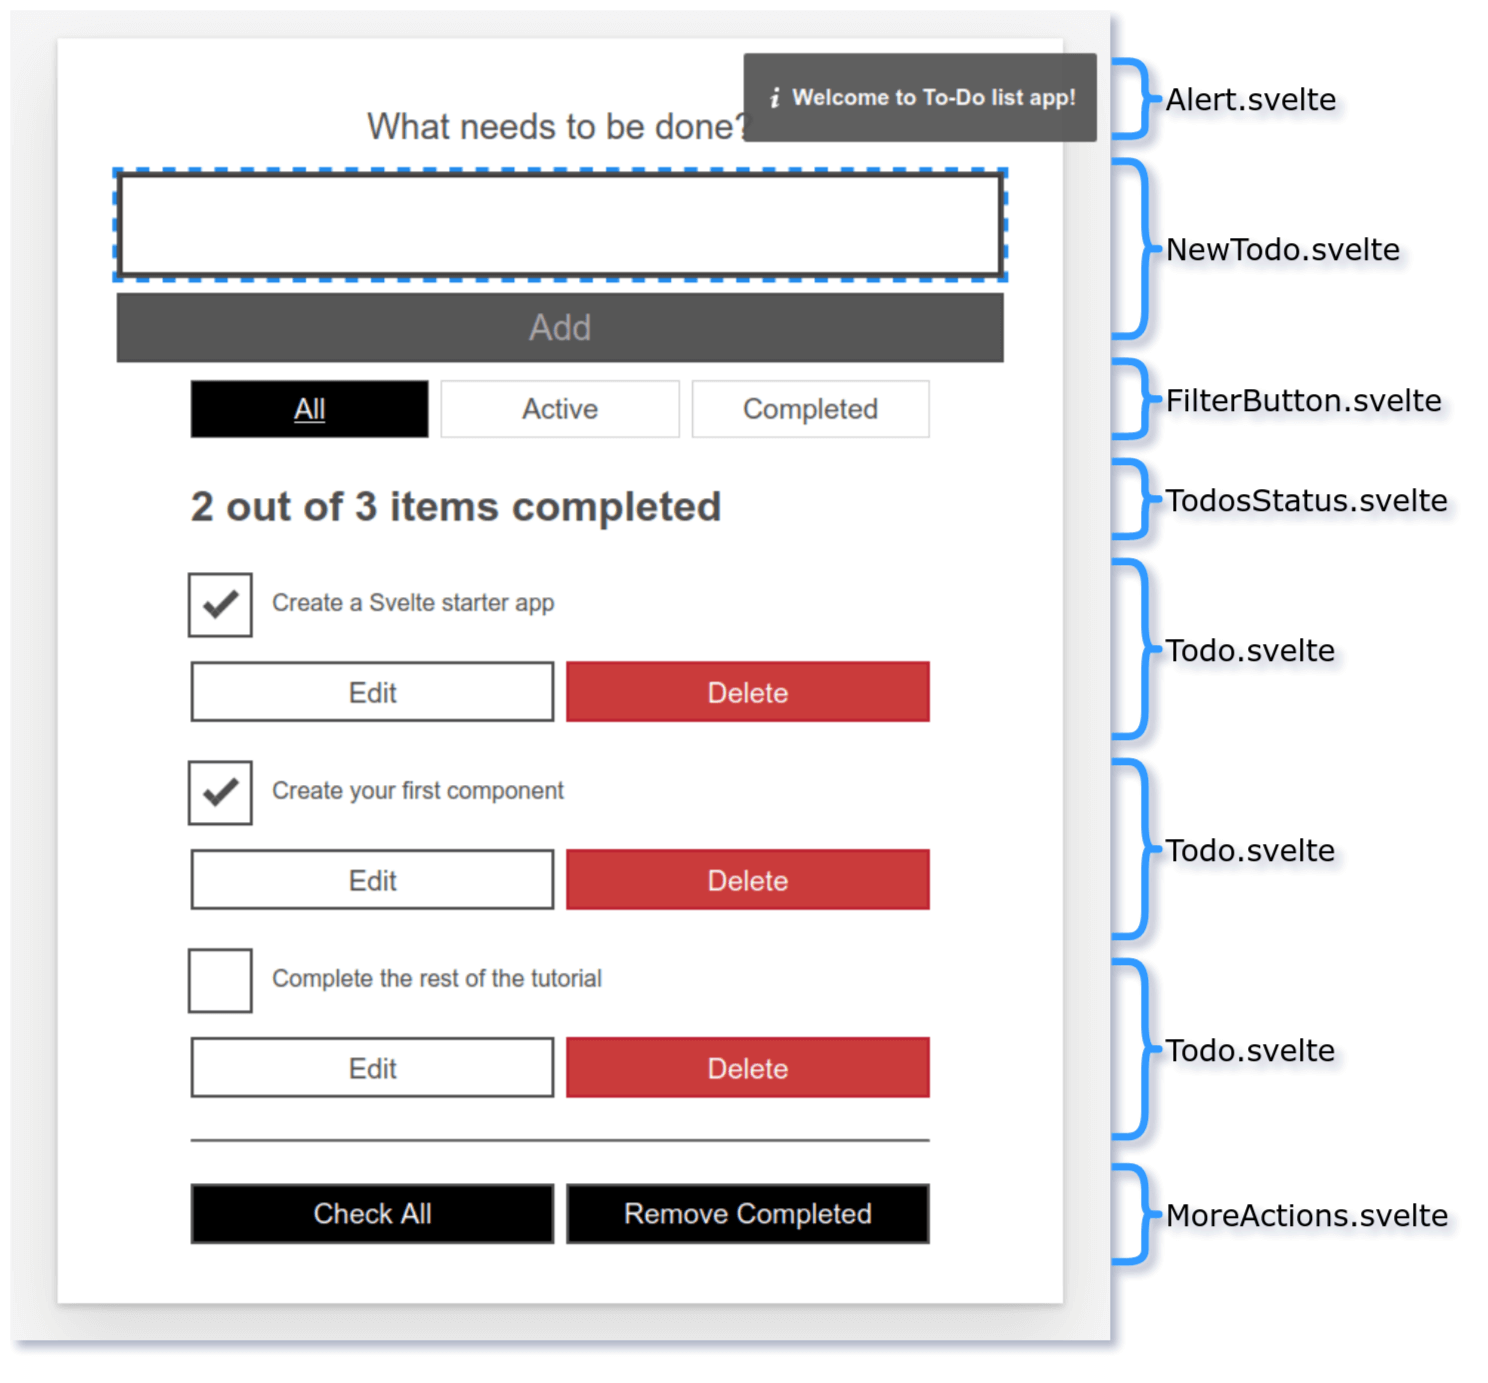 i Welcome to To-Do list app!
Alert.svelte
What needs to be done?
NewTodo.svelte
Add
All Active Completed
FilterButton.svelte
2 out of 3 items completed
TodosStatus.svelte
Create a Svelte starter app
Todo.svelte
Edit Delete
Create your first component
Todo.svelte
Edit Delete
Complete the rest of the tutorial
Todo.svelte
Edit Delete
Check All Remove Completed
MoreActions.svelte